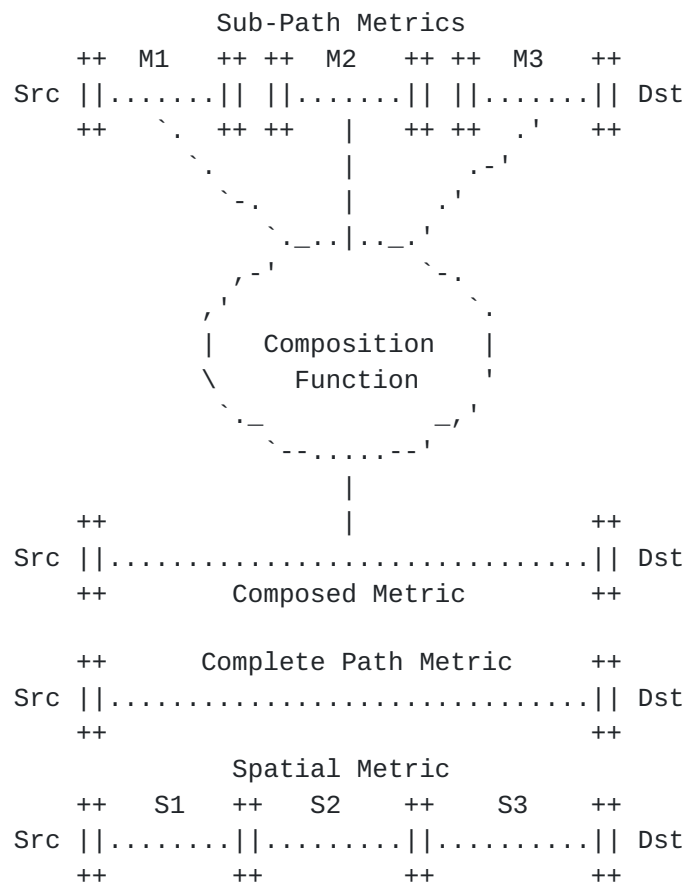 Sub-Path Metrics
    ++  M1   ++ ++  M2   ++ ++  M3   ++
Src ||.......|| ||.......|| ||.......|| Dst
    ++   `.  ++ ++   |   ++ ++  .'   ++
           `.        |       .-'
             `-.     |     .'
                `._..|.._.'
              ,-'         `-.
            ,'               `.
            |   Composition   |
            \     Function    '
             `._           _,'
                `--.....--'
                     |
    ++               |               ++
Src ||...............................|| Dst
    ++        Composed Metric        ++
    ++      Complete Path Metric     ++
Src ||...............................|| Dst
    ++                               ++
              Spatial Metric
    ++   S1   ++   S2    ++    S3    ++
Src ||........||.........||..........|| Dst
    ++        ++         ++          ++